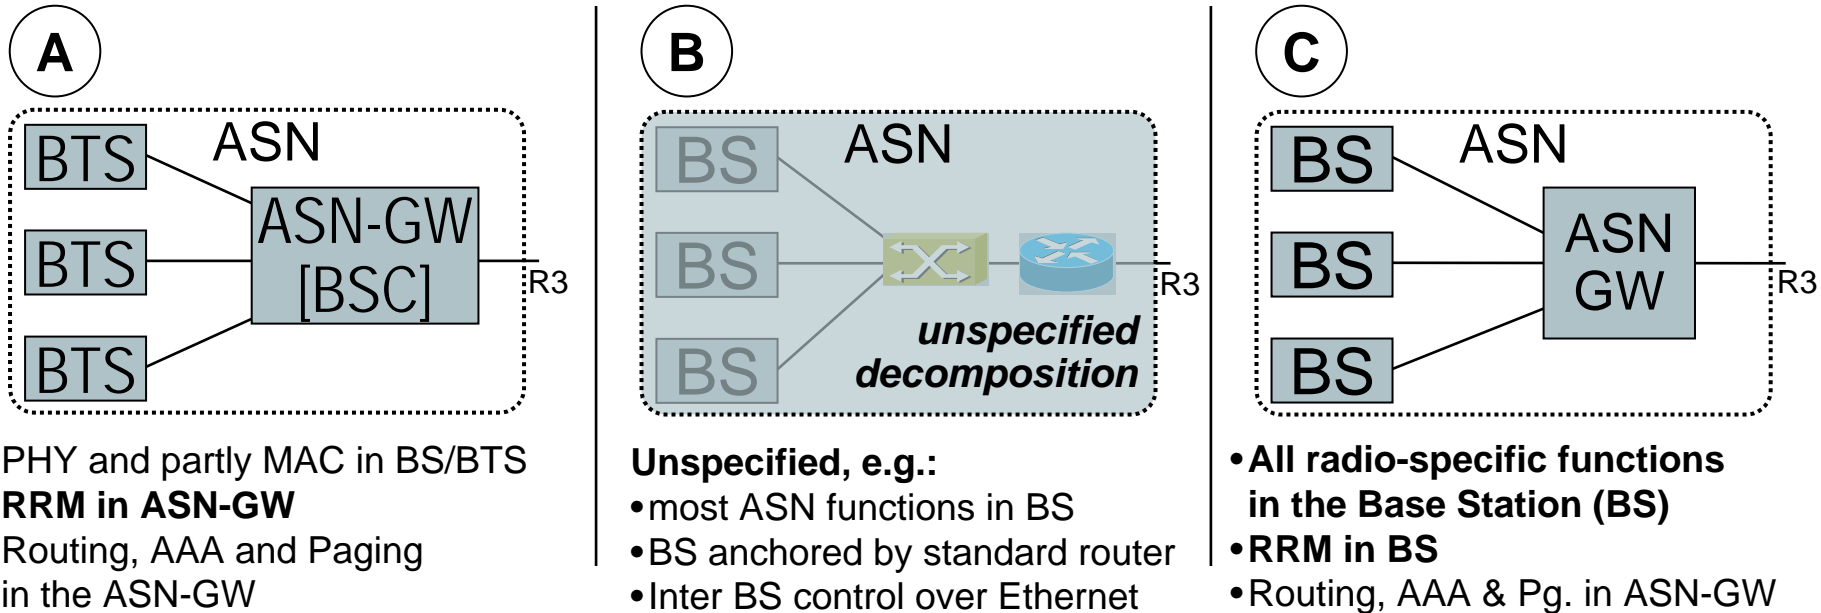 A
ASN
BTS
BTS
BTS
ASN-GW
[BSC]
R3
PHY and partly MAC in BS/BTS
RRM in ASN-GW
Routing, AAA and Paging
in the ASN-GW
B
ASN
BS
BS
BS
R3
unspecified
decomposition
Unspecified, e.g.:
•most ASN functions in BS
•BS anchored by standard router
•Inter BS control over Ethernet
C
ASN
BS
BS
BS
ASN
GW
R3
•All radio-specific functions
in the Base Station (BS)
•RRM in BS
•Routing, AAA & Pg. in ASN-GW